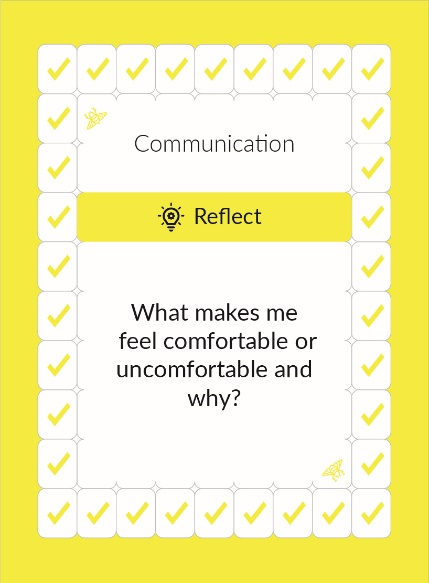 Communication
Reflect
What makes me
feel comfortable or
uncomfortable and
why?